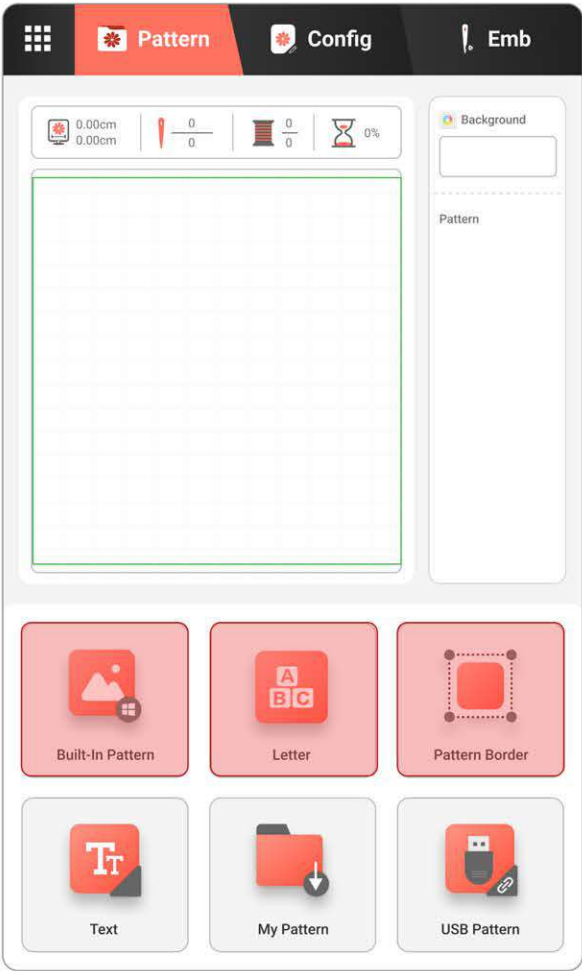 Pattern
Config
Emb
0.00cm
0.00cm
0
0
0
0
0%
Background
Pattern
Built-In Pattern
A
B C
Letter
Pattern Border
TT
Text
My Pattern
USB Pattern